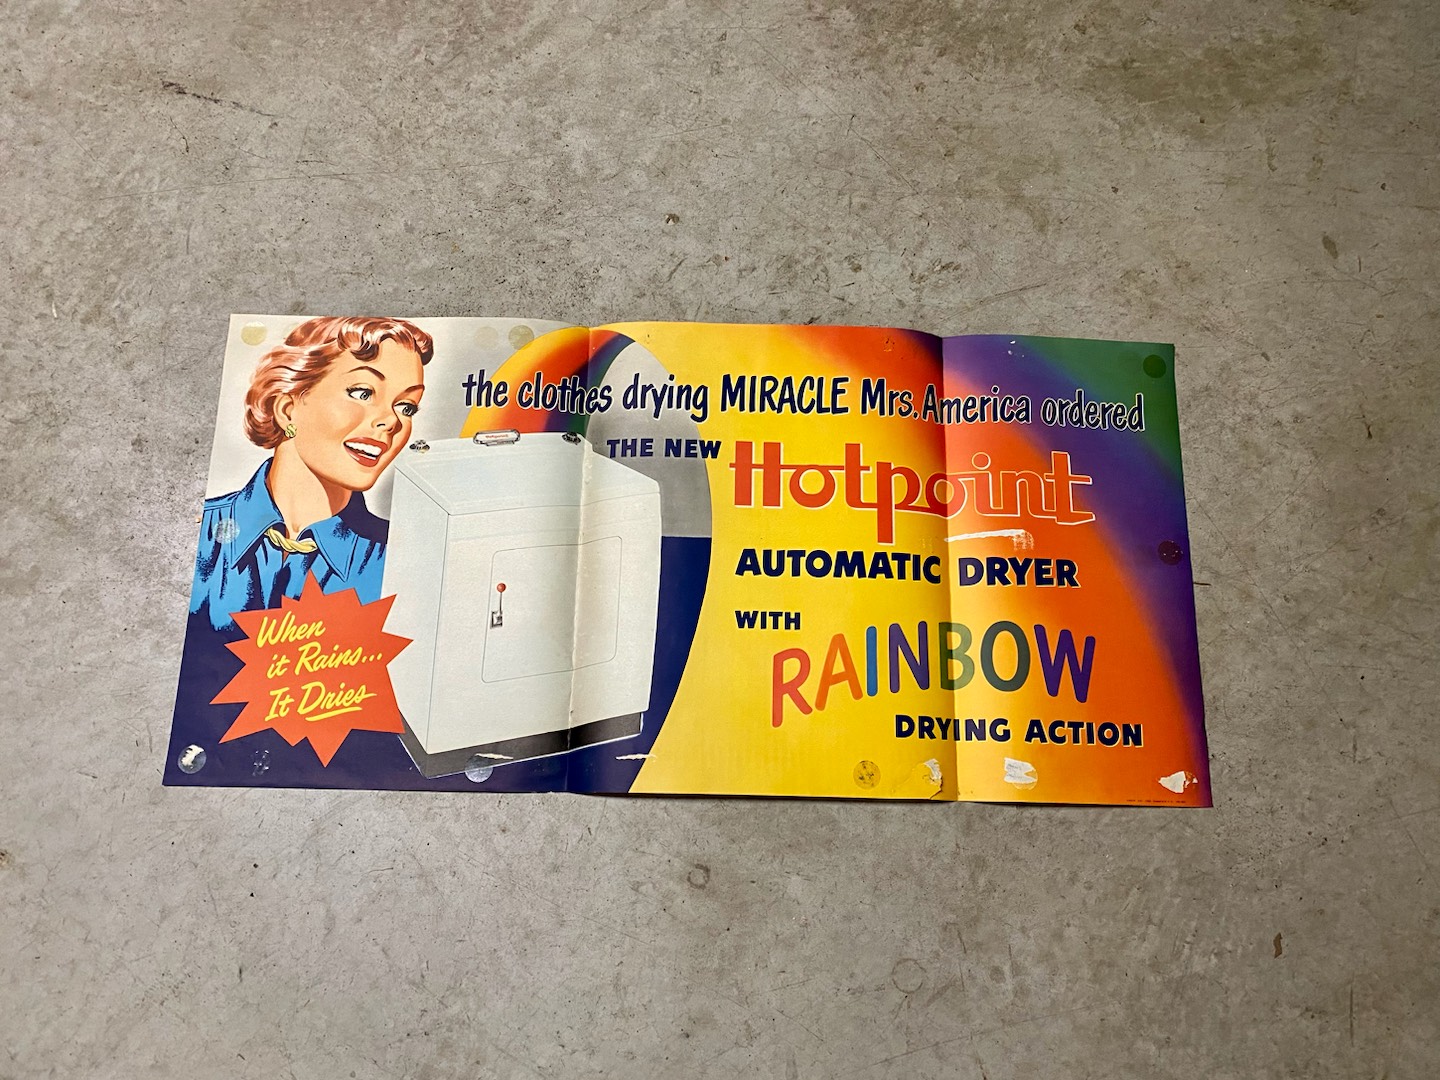 the clothes drying MIRACLE Mrs. America ordered
THE NEW
Hotpoint
AUTOMATIC DRYER
WITH
RAINBOW
DRYING ACTION
When
it Rains...
It Dries